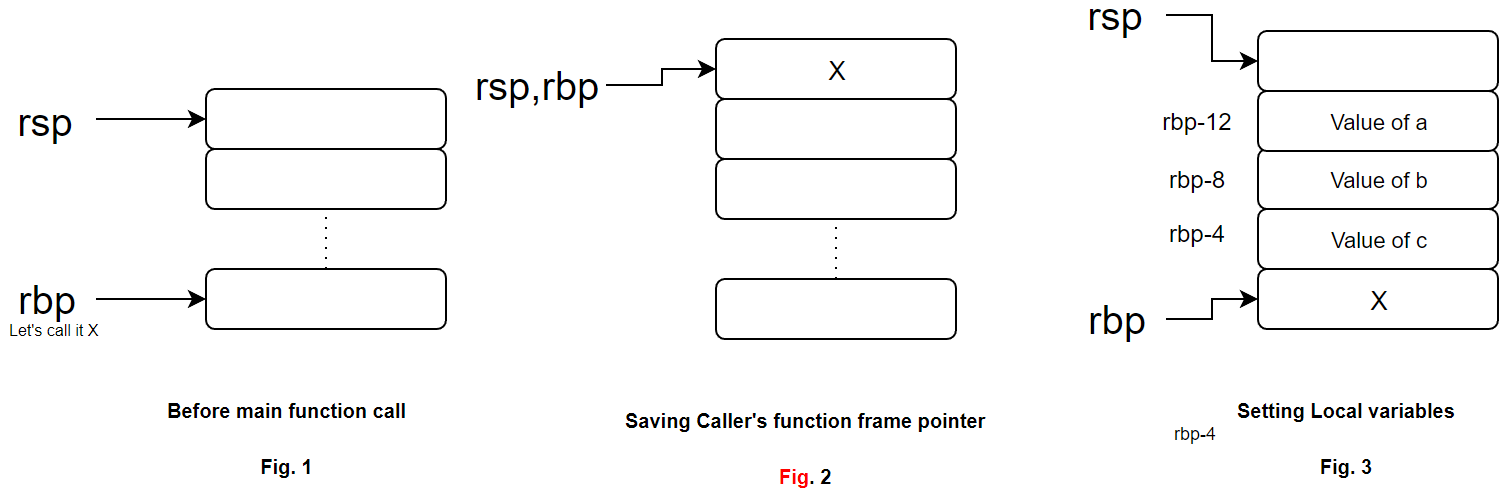 rsp
rbp
Let's call it X
Before main function call
Fig. 1
rsp,rbp
X
Saving Caller's function frame pointer
Fig. 2
rsp
rbp-12
Value of a
rbp-8
Value of b
rbp-4
Value of c
rbp
X
Setting Local variables
rbp-4
Fig. 3